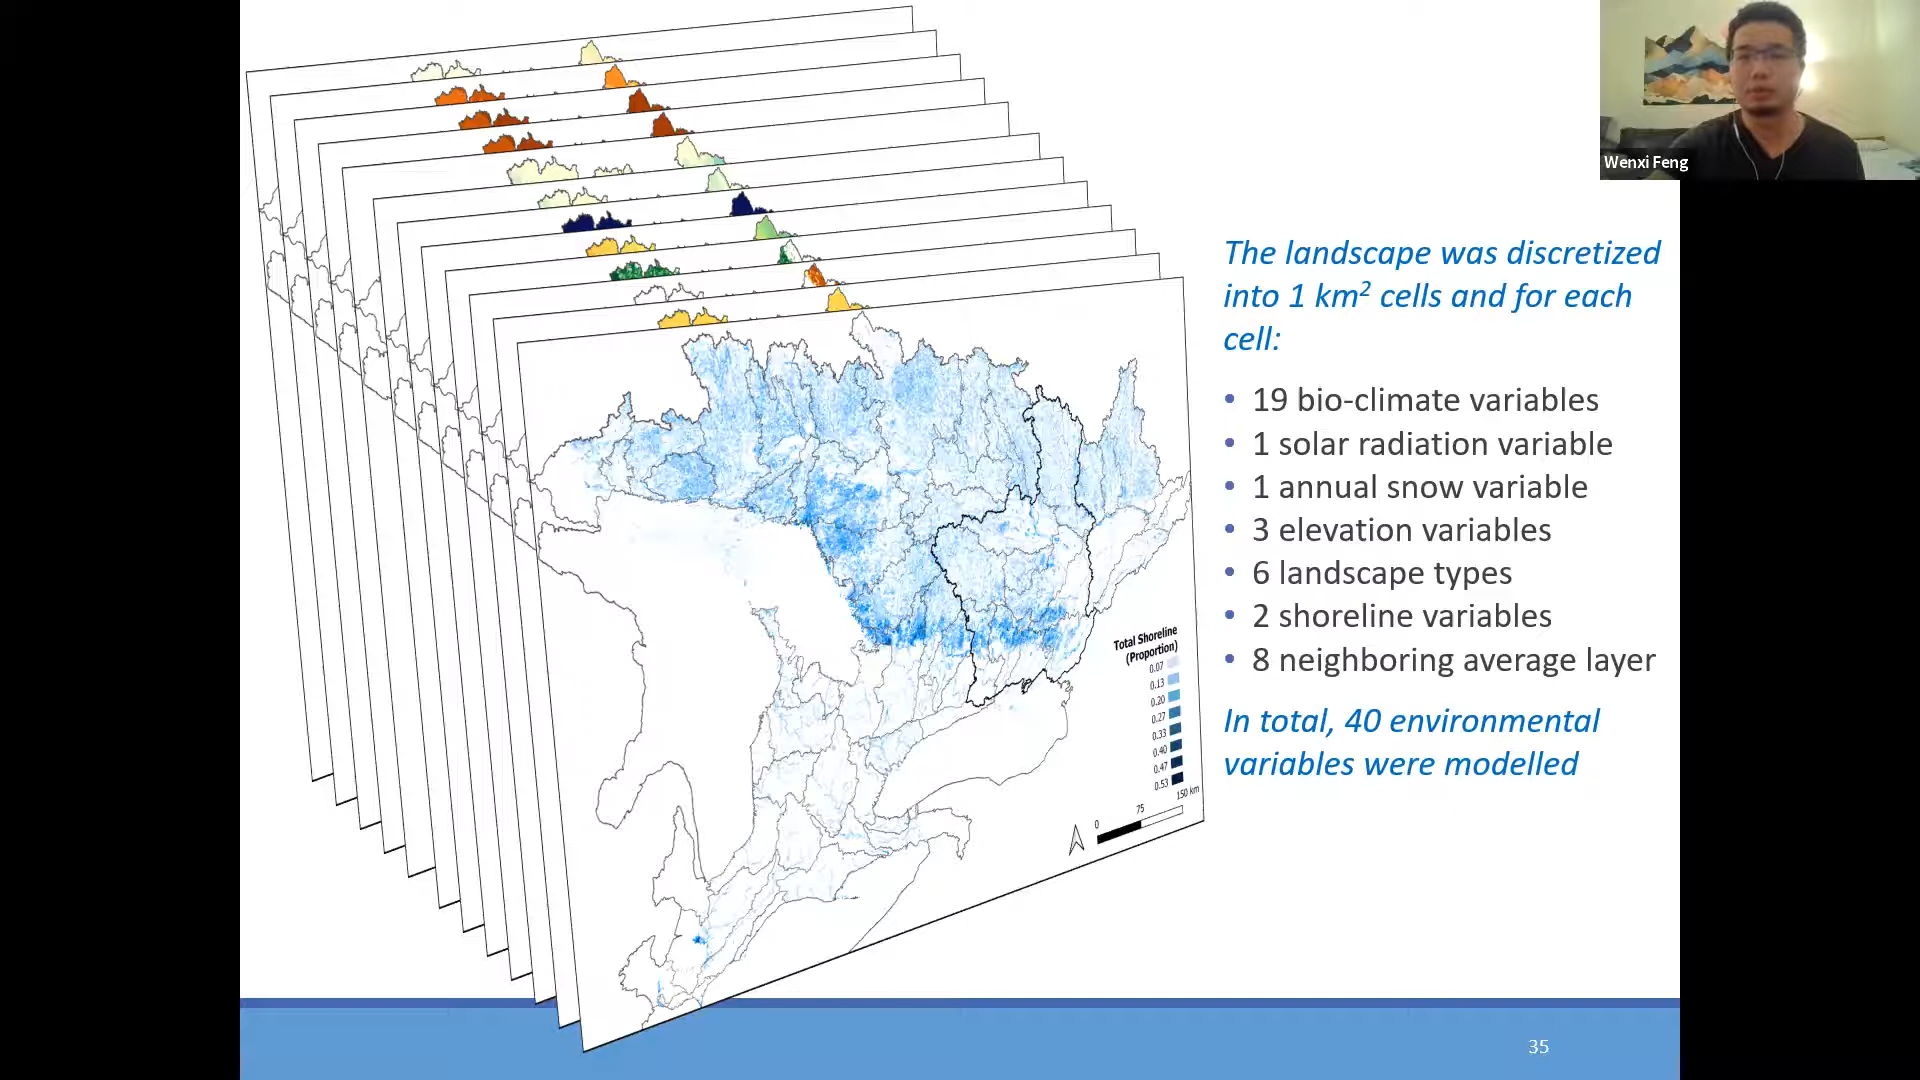 Wenxi Feng
The landscape was discretized
into 1 km² cells and for each
cell:
• 19 bio-climate variables
• 1 solar radiation variable
• 1 annual snow variable
• 3 elevation variables
• 6 landscape types
• 2 shoreline variables
• 8 neighboring average layer
In total, 40 environmental
variables were modelled
Total Shoreline
(Proportion)
0.07
0.13
0.20
0.27
0.33
0.40
0.47
0.53
0 75 150 km
35